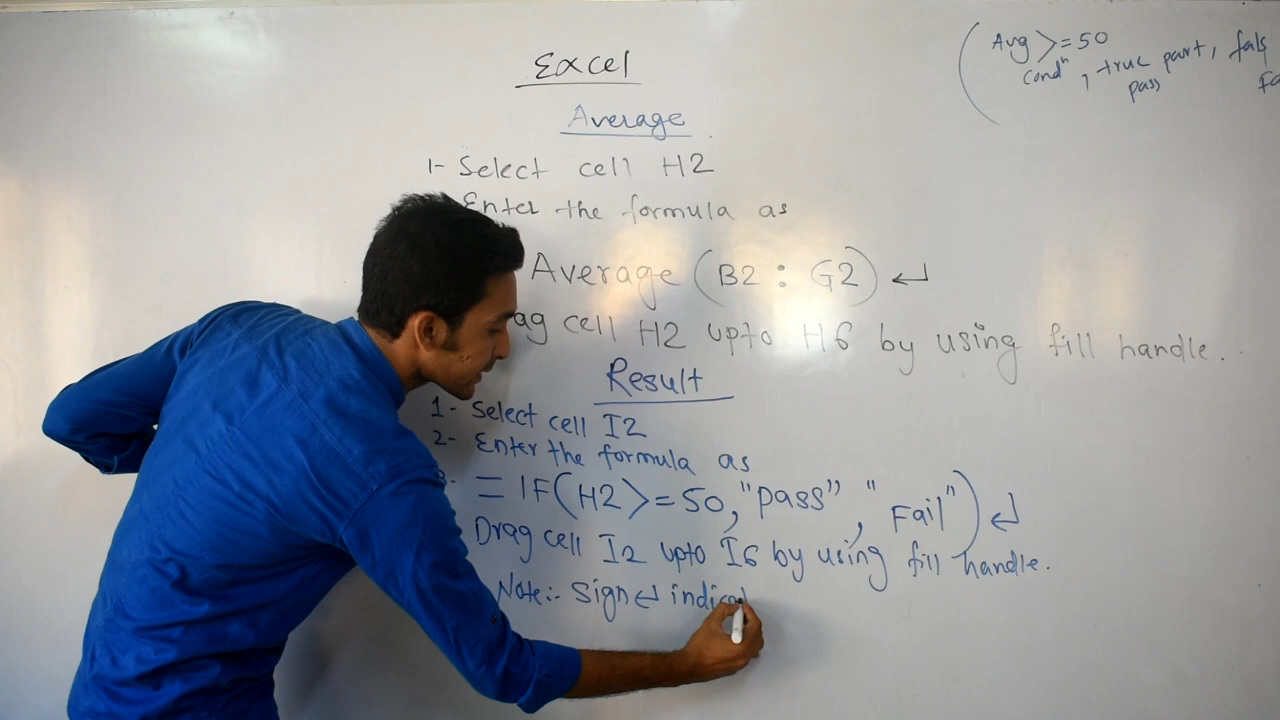 Excel
Avg >= 50
condⁿ, true part, fals
pass
Average
1- Select cell H2
Enter the formula as
Average (B2 : G2) ↵
ag cell H2 upto H6 by using fill handle.
Result
1- Select cell I2
2- Enter the formula as
3- = IF(H2>=50, "pass", "Fail") ↵
Drag cell I2 upto I6 by using fill handle.
Note:- Sign ↵ indica